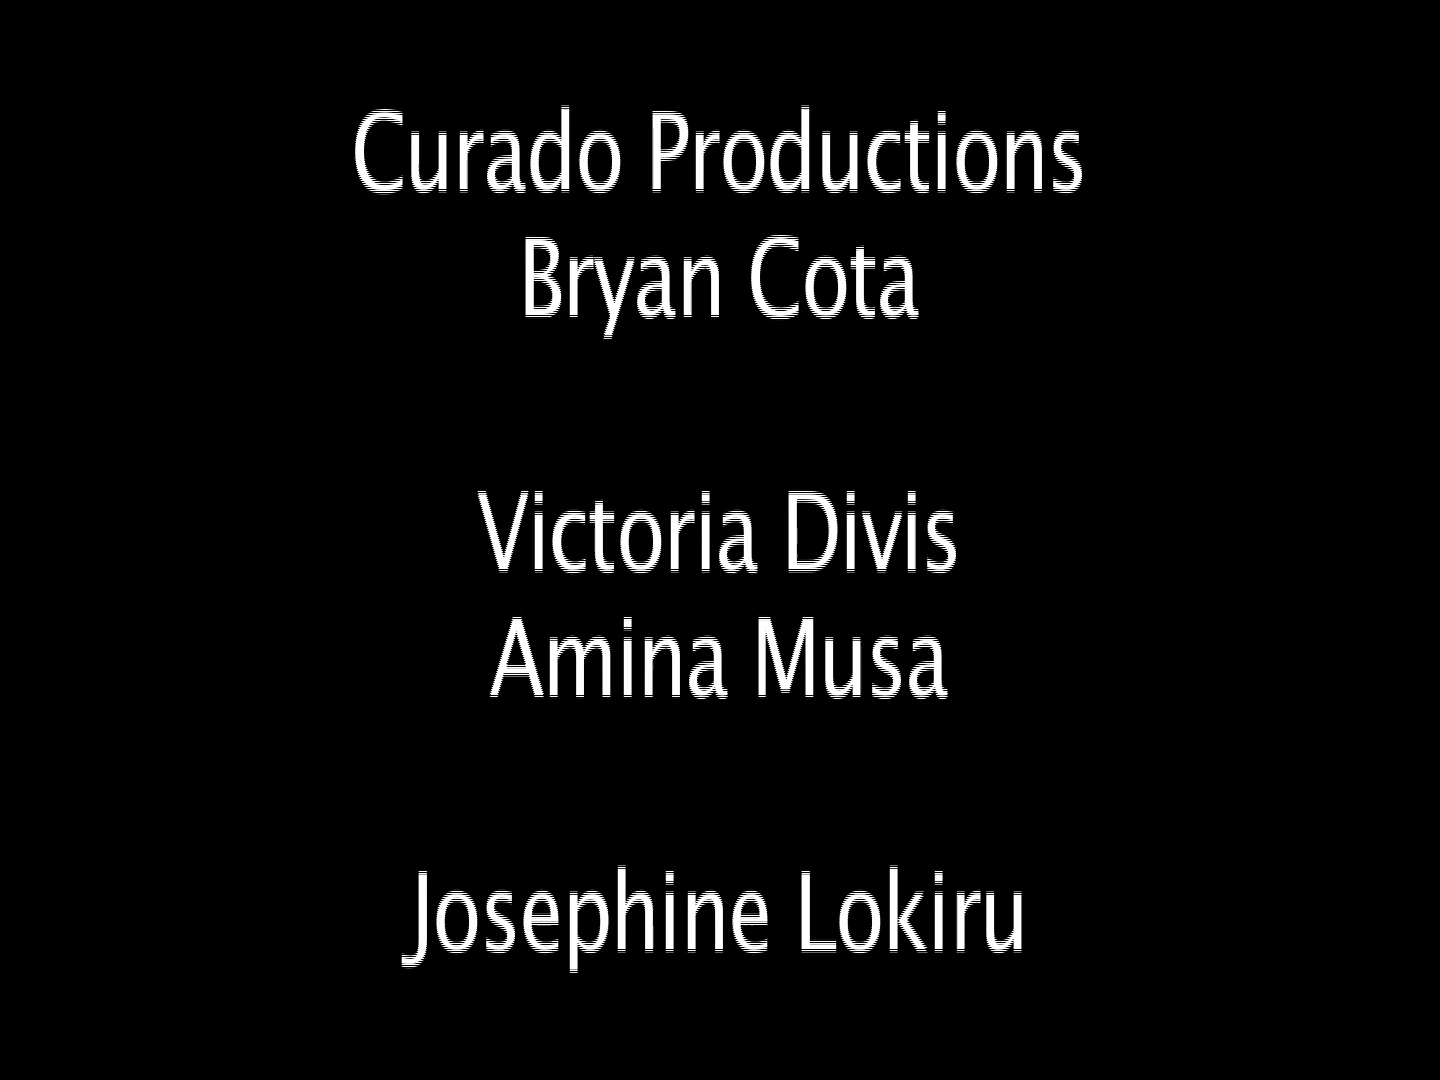 Curado Productions
Bryan Cota
Victoria Divis
Amina Musa
Josephine Lokiru